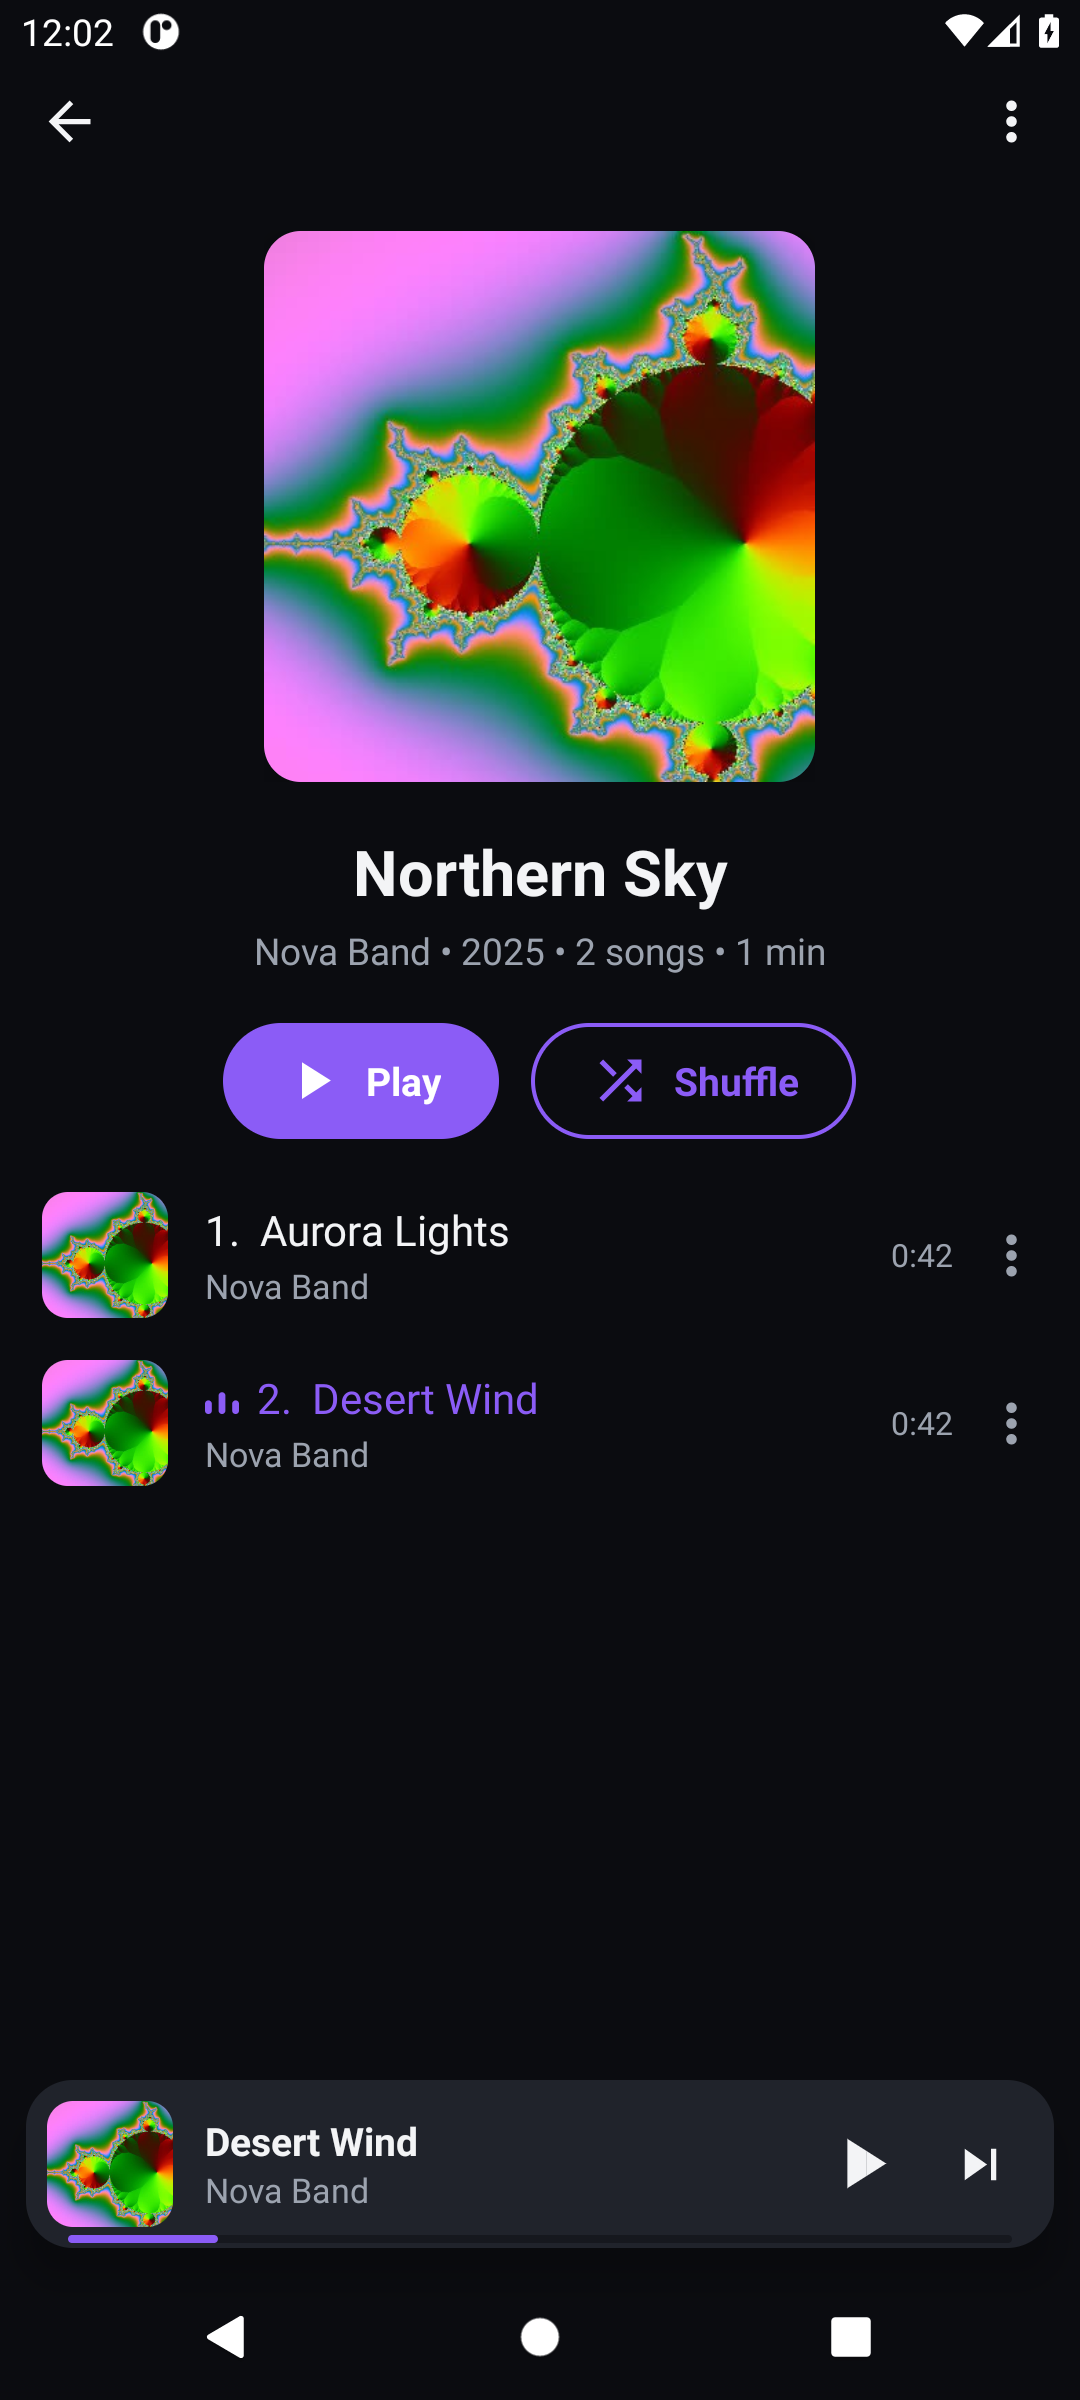 12:02
Northern Sky
Nova Band • 2025 • 2 songs • 1 min
Play
Shuffle
1. Aurora Lights
Nova Band
0:42
2. Desert Wind
Nova Band
0:42
Desert Wind
Nova Band